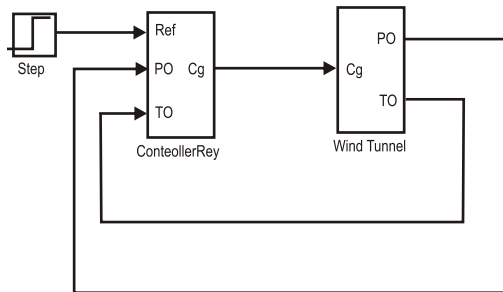 Ref
PO
Step
PO
Cg
Cg
TO
TO
ConteollerRey
Wind Tunnel